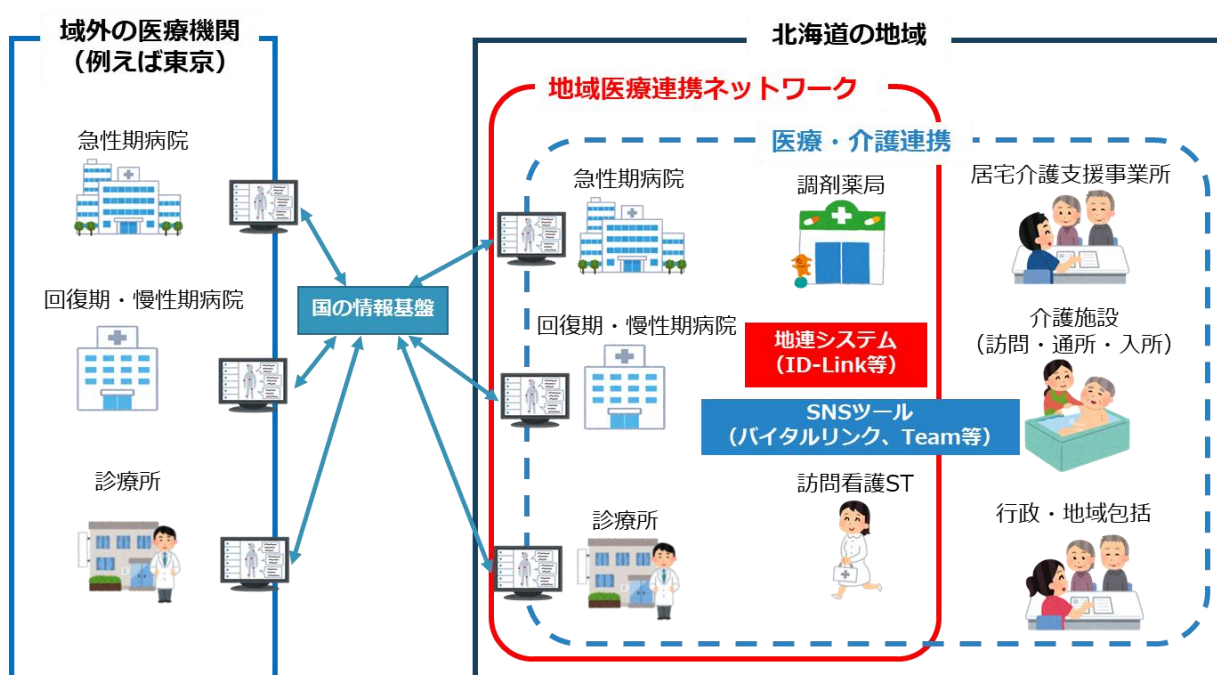 域外の医療機関
（例えば東京）
急性期病院
回復期・慢性期病院
診療所
国の情報基盤
北海道の地域
地域医療連携ネットワーク
医療・介護連携
急性期病院
調剤薬局
居宅介護支援事業所
回復期・慢性期病院
地連システム
（ID-Link等）
介護施設
（訪問・通所・入所）
SNSツール
（バイタルリンク、Team等）
診療所
訪問看護ST
行政・地域包括